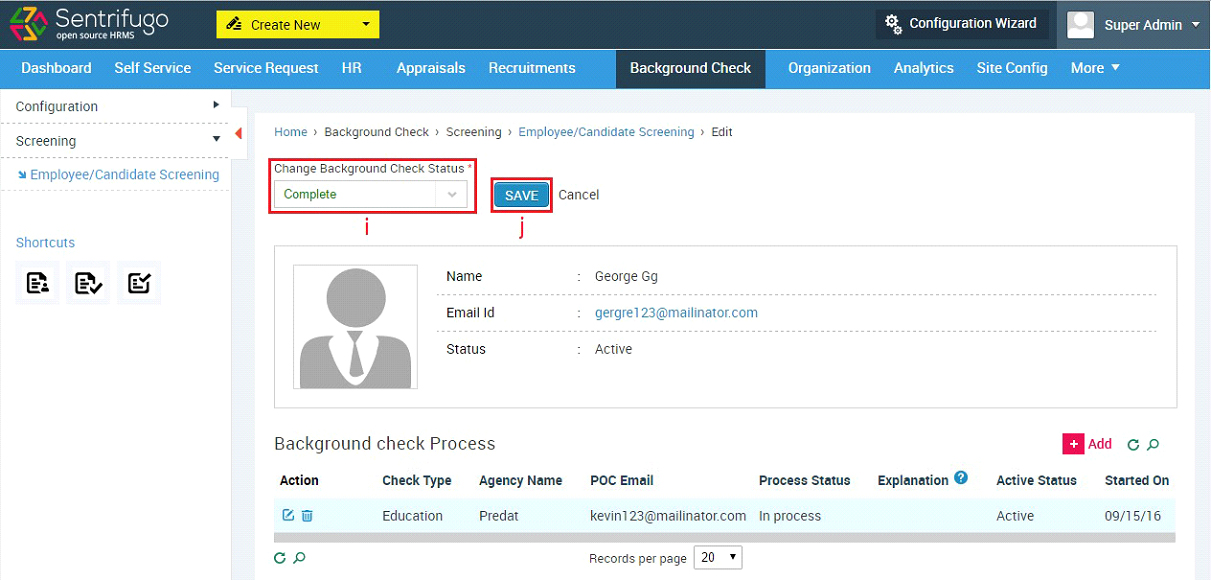 Sentrifugo
open source HRMS
Create New
Configuration Wizard
Super Admin
Dashboard Self Service Service Request HR Appraisals Recruitments Background Check Organization Analytics Site Config More
Configuration
Screening
Employee/Candidate Screening
Shortcuts
Home › Background Check › Screening › Employee/Candidate Screening › Edit
Change Background Check Status *
Complete
SAVE Cancel
i
j
Name : George Gg
Email Id : gergre123@mailinator.com
Status : Active
Background check Process
+ Add
Action Check Type Agency Name POC Email Process Status Explanation ? Active Status Started On
Education Predat kevin123@mailinator.com In process Active 09/15/16
Records per page 20